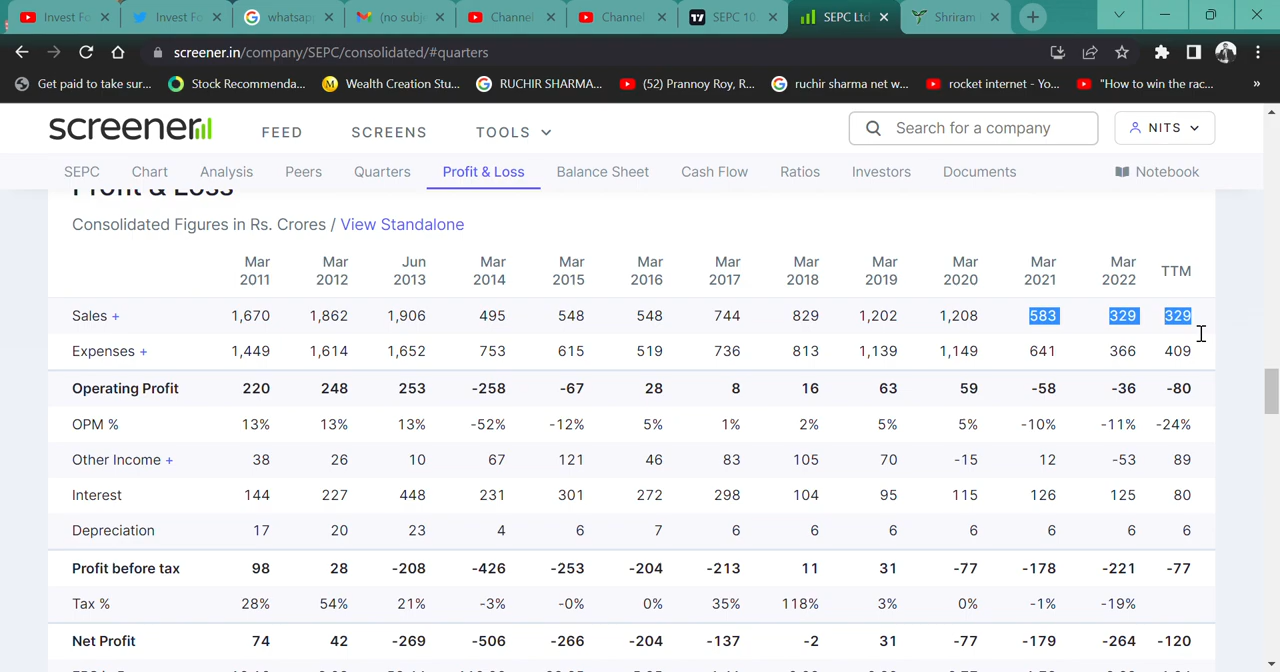 Invest Fo
Invest Fo
whatsap
(no subj
Channel
Channel
SEPC 10.
SEPC Ltd
Shriram
screener.in/company/SEPC/consolidated/#quarters
Get paid to take sur...
Stock Recommenda...
Wealth Creation Stu...
RUCHIR SHARMA...
(52) Prannoy Roy, R...
ruchir sharma net w...
rocket internet - Yo...
"How to win the rac...
»
screener
FEED
SCREENS
TOOLS
Search for a company
NITS
SEPC Chart Analysis Peers Quarters Profit & Loss Balance Sheet Cash Flow Ratios Investors Documents Notebook
Profit & Loss
Consolidated Figures in Rs. Crores / View Standalone
Mar 2011 Mar 2012 Jun 2013 Mar 2014 Mar 2015 Mar 2016 Mar 2017 Mar 2018 Mar 2019 Mar 2020 Mar 2021 Mar 2022 TTM
Sales + 1,670 1,862 1,906 495 548 548 744 829 1,202 1,208 583 329 329
Expenses + 1,449 1,614 1,652 753 615 519 736 813 1,139 1,149 641 366 409
Operating Profit 220 248 253 -258 -67 28 8 16 63 59 -58 -36 -80
OPM % 13% 13% 13% -52% -12% 5% 1% 2% 5% 5% -10% -11% -24%
Other Income + 38 26 10 67 121 46 83 105 70 -15 12 -53 89
Interest 144 227 448 231 301 272 298 104 95 115 126 125 80
Depreciation 17 20 23 4 6 7 6 6 6 6 6 6 6
Profit before tax 98 28 -208 -426 -253 -204 -213 11 31 -77 -178 -221 -77
Tax % 28% 54% 21% -3% -0% 0% 35% 118% 3% 0% -1% -19%
Net Profit 74 42 -269 -506 -266 -204 -137 -2 31 -77 -179 -264 -120